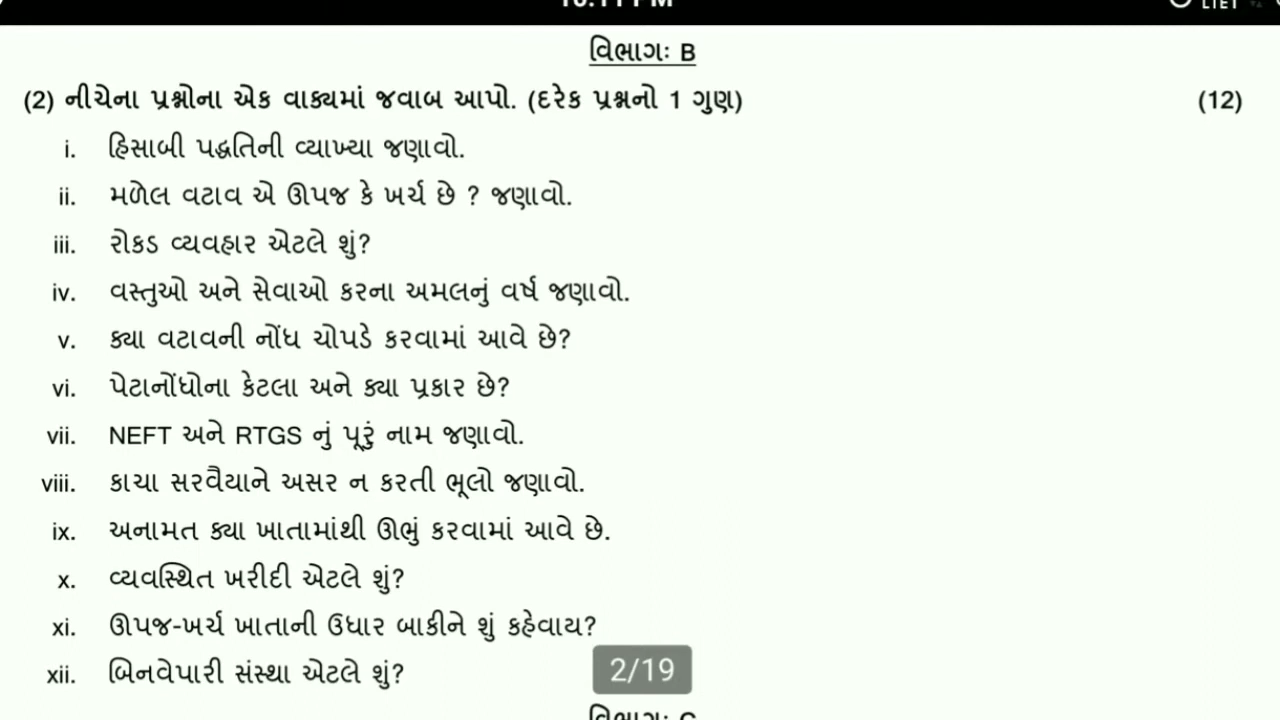 વિભાગઃ B
(2) નીચેના પ્રશ્નોના એક વાક્યમાં જવાબ આપો. (દરેક પ્રશ્નનો 1 ગુણ) (12)
i. હિસાબી પદ્ધતિની વ્યાખ્યા જણાવો.
ii. મળેલ વટાવ એ ઊપજ કે ખર્ચ છે ? જણાવો.
iii. રોકડ વ્યવહાર એટલે શું?
iv. વસ્તુઓ અને સેવાઓ કરના અમલનું વર્ષ જણાવો.
v. ક્યા વટાવની નોંધ ચોપડે કરવામાં આવે છે?
vi. પેટાનોંધોના કેટલા અને ક્યા પ્રકાર છે?
vii. NEFT અને RTGS નું પૂરું નામ જણાવો.
viii. કાચા સરવૈયાને અસર ન કરતી ભૂલો જણાવો.
ix. અનામત ક્યા ખાતામાંથી ઊભું કરવામાં આવે છે.
x. વ્યવસ્થિત ખરીદી એટલે શું?
xi. ઊપજ-ખર્ચ ખાતાની ઉધાર બાકીને શું કહેવાય?
xii. બિનવેપારી સંસ્થા એટલે શું?
2/19